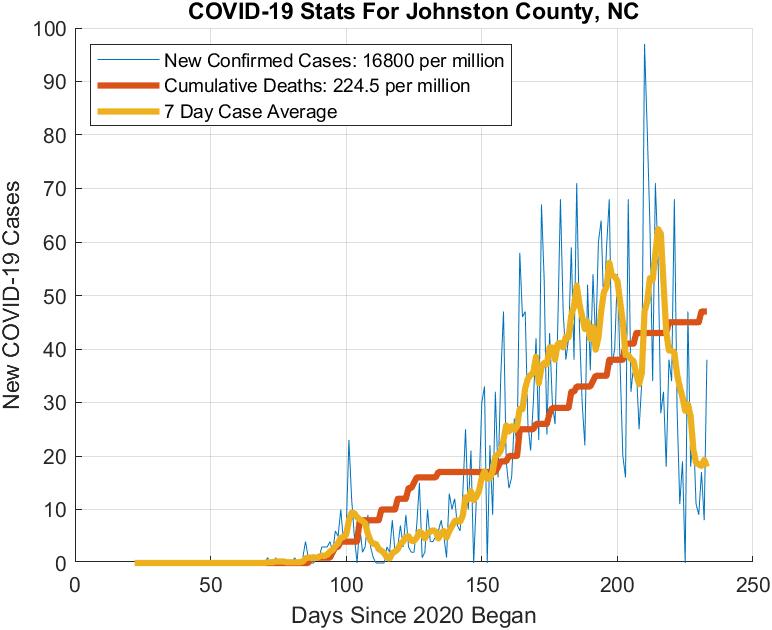 COVID-19 Stats For Johnston County, NC
New Confirmed Cases: 16800 per million
Cumulative Deaths: 224.5 per million
7 Day Case Average
New COVID-19 Cases
100
90
80
70
60
50
40
30
20
10
0
0 50 100 150 200 250
Days Since 2020 Began